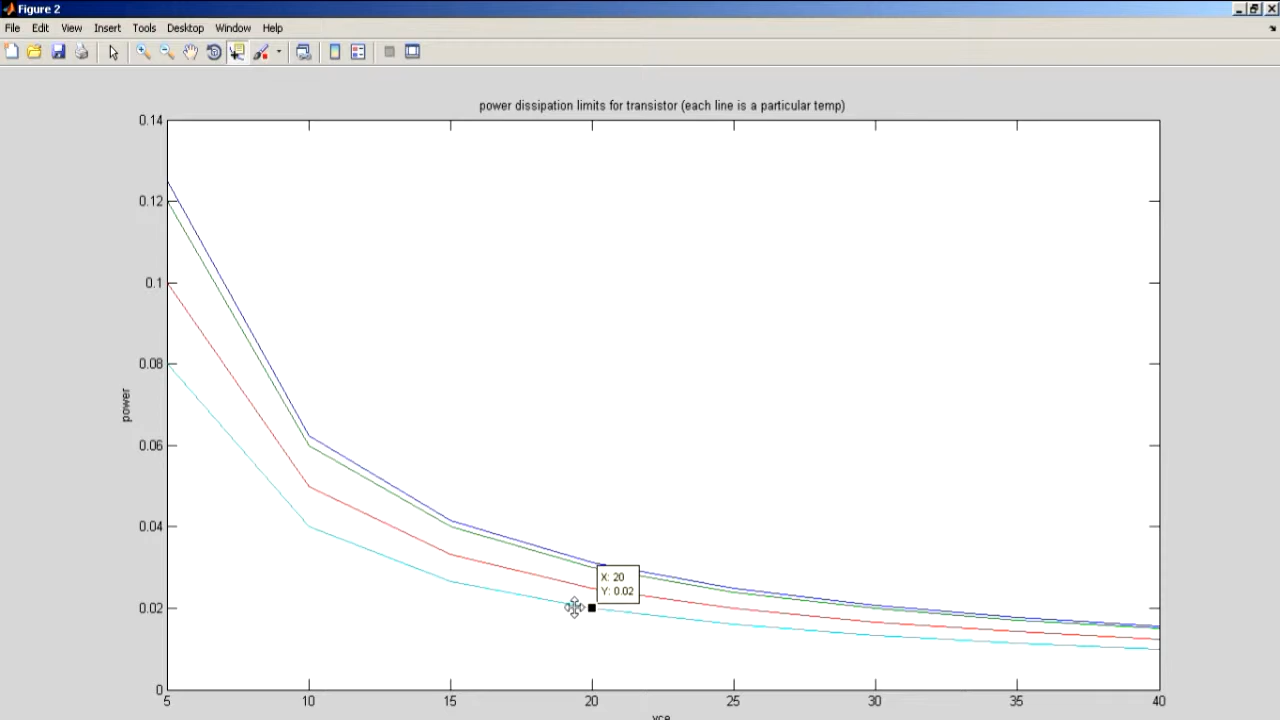 Figure 2
File Edit View Insert Tools Desktop Window Help
power dissipation limits for transistor (each line is a particular temp)
0.14
0.12
0.1
0.08
0.06
0.04
0.02
0
power
X: 20
Y: 0.02
5 10 15 20 25 30 35 40
vce